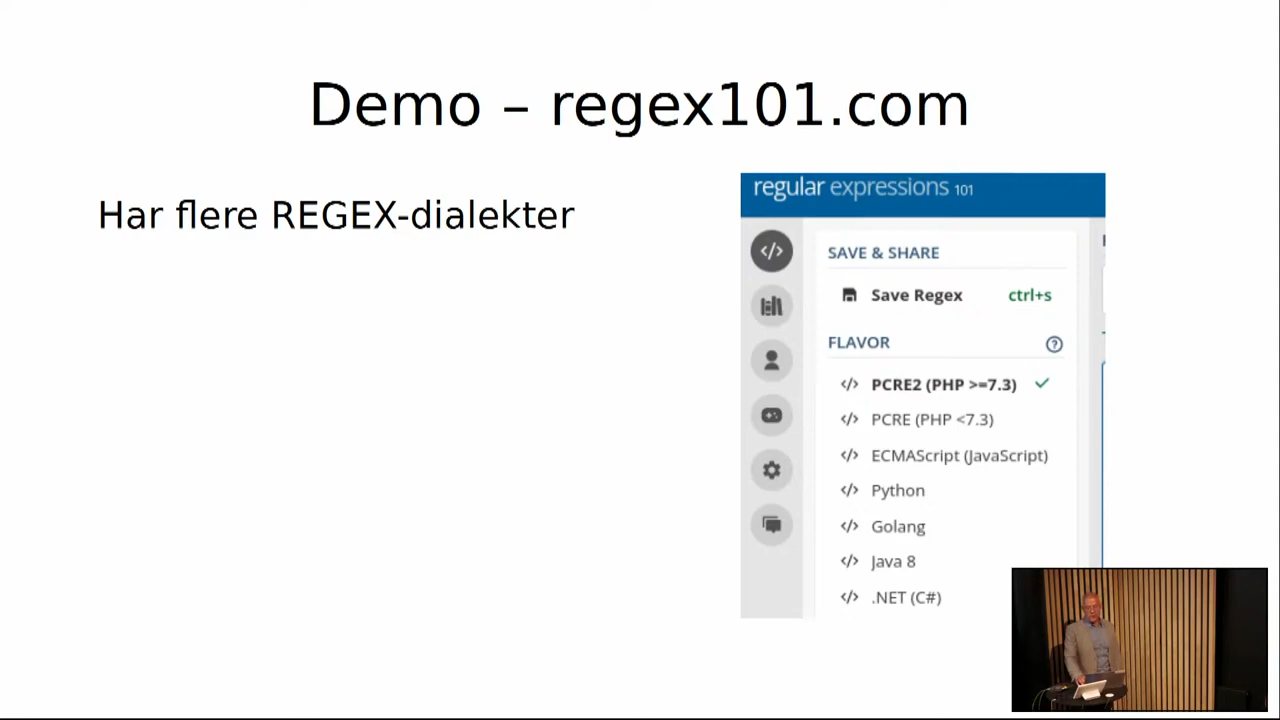 Demo – regex101.com
Har flere REGEX-dialekter
regular expressions 101
SAVE & SHARE
Save Regex ctrl+s
FLAVOR
</> PCRE2 (PHP >=7.3)
</> PCRE (PHP <7.3)
</> ECMAScript (JavaScript)
</> Python
</> Golang
</> Java 8
</> .NET (C#)